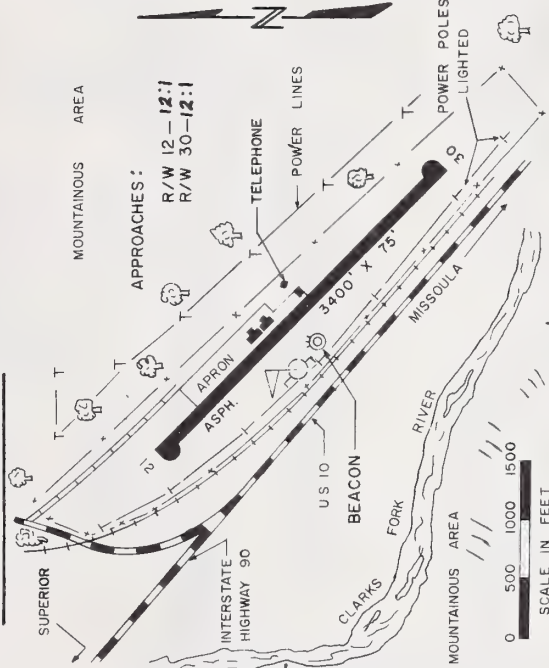 MOUNTAINOUS AREA
APPROACHES:
R/W 12 — 12:1
R/W 30 — 12:1
TELEPHONE
POWER LINES
POWER POLES
LIGHTED
T
T
T
T
T
T
T
SUPERIOR
12
APRON
ASPH.
3400' X 75'
30
INTERSTATE
HIGHWAY 90
US 10
BEACON
MISSOULA
CLARKS FORK RIVER
MOUNTAINOUS AREA
0 500 1000 1500
SCALE IN FEET